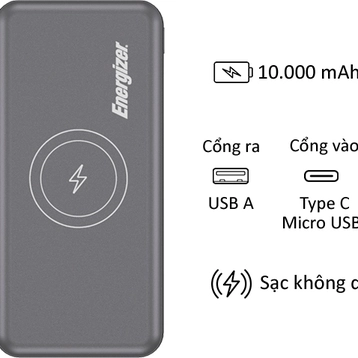 Energizer
10.000 mAh
Cổng ra
Cổng vào
USB A
Type C
Micro USB
Sạc không d